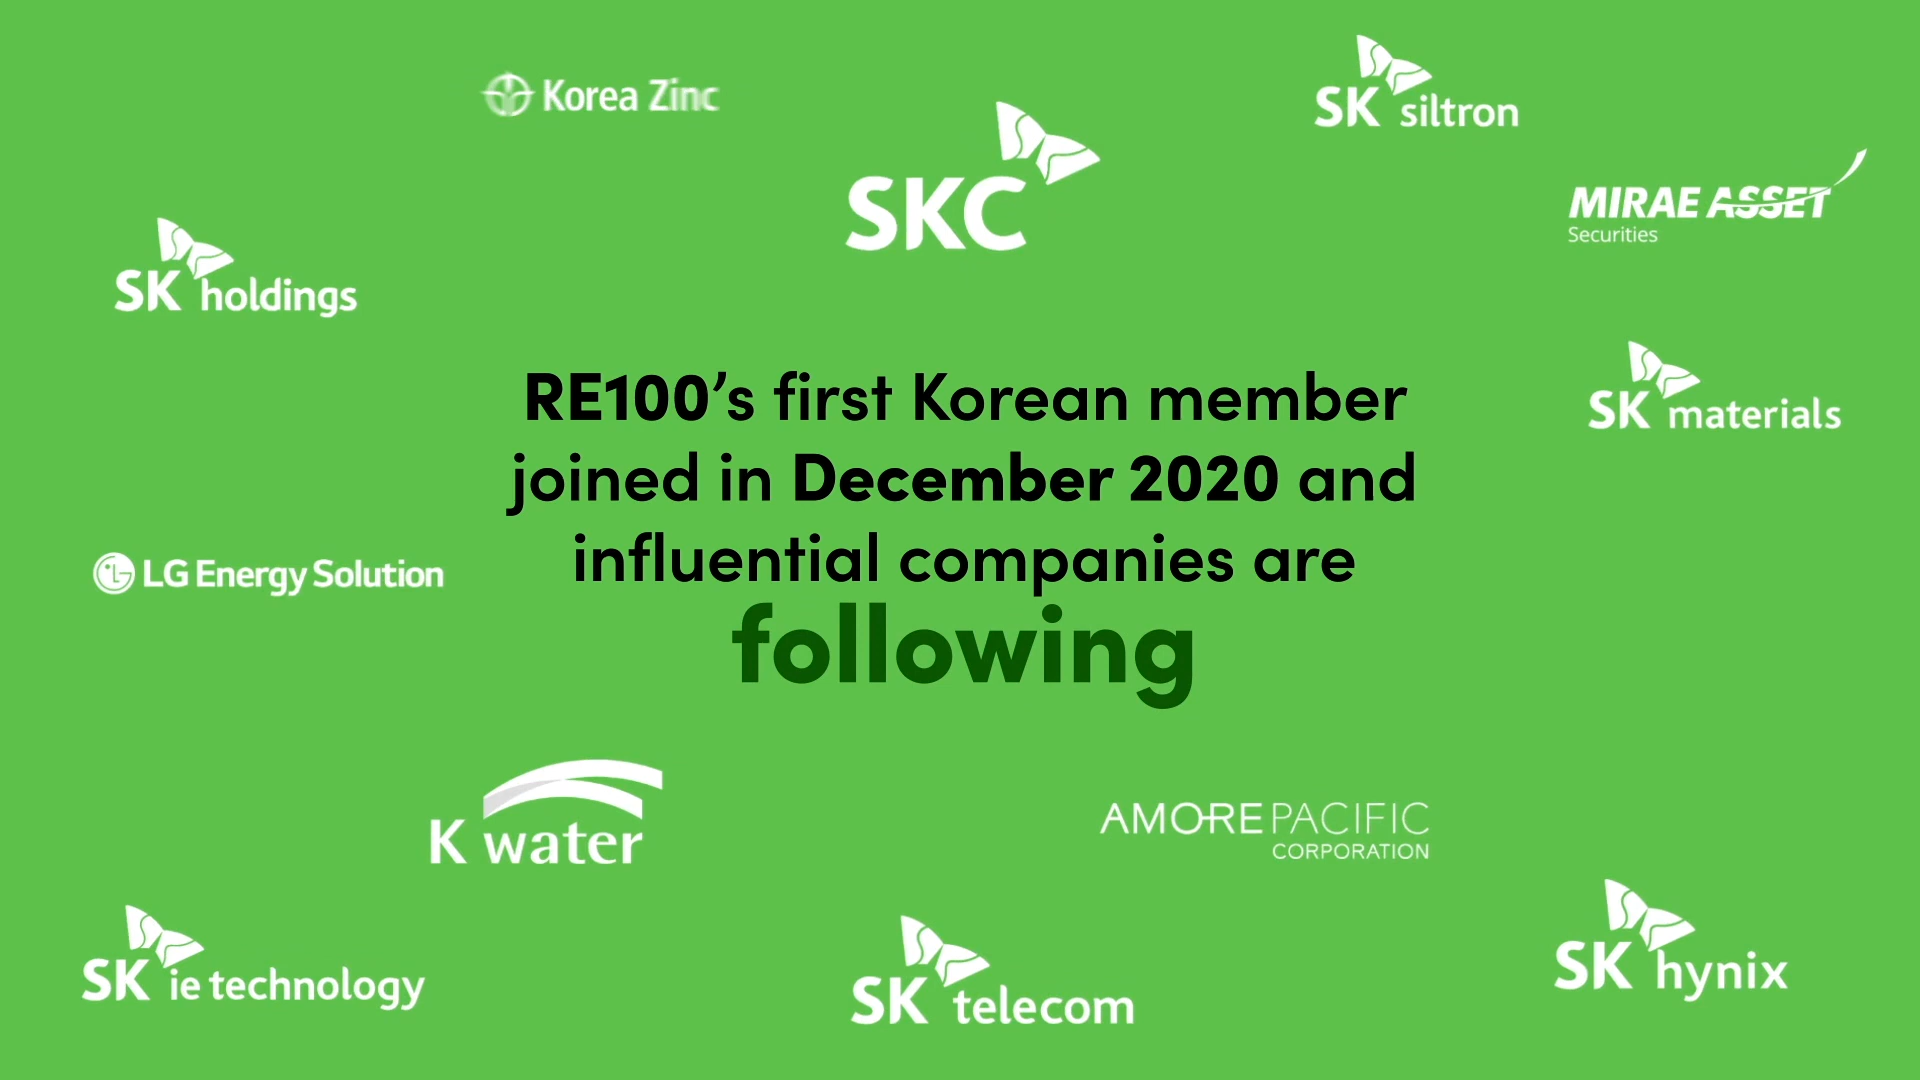 Korea Zinc
SK siltron
SKC
MIRAE ASSET
Securities
SK holdings
SK materials
RE100’s first Korean member
joined in December 2020 and
influential companies are
following
LG Energy Solution
K water
AMOREPACIFIC
CORPORATION
SK ie technology
SK telecom
SK hynix